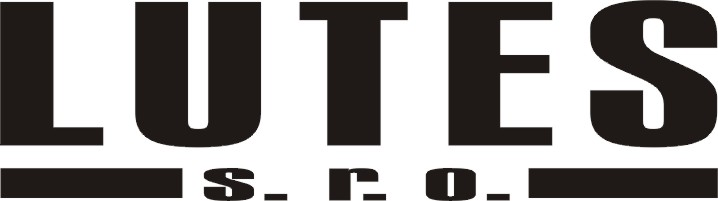 LUTES
s. r. o.